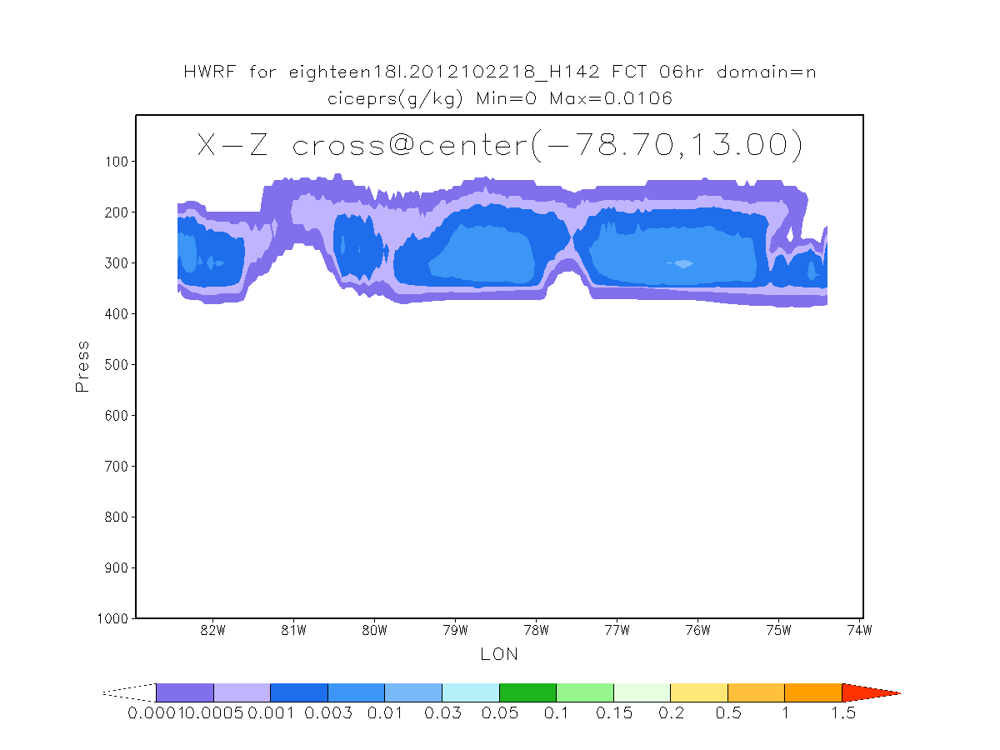 HWRF for eighteen18l.2012102218_H142 FCT 06hr domain=n
ciceprs(g/kg) Min=0 Max=0.0106
X-Z cross@center(-78.70,13.00)
100
200
300
400
500
600
700
800
900
1000
Press
82W 81W 80W 79W 78W 77W 76W 75W 74W
LON
0.0001 0.0005 0.001 0.003 0.01 0.03 0.05 0.1 0.15 0.2 0.5 1 1.5